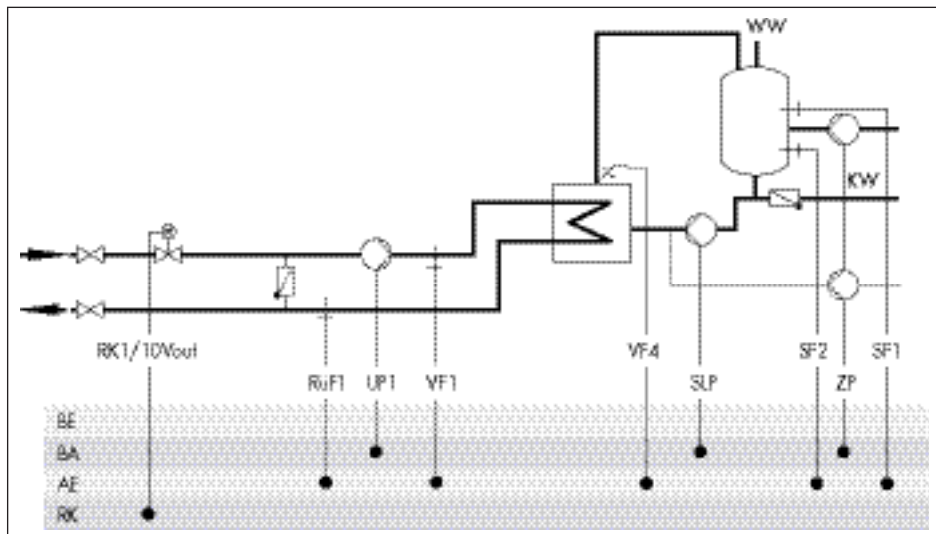 WW
KW
RK1/10Vout
RüF1
UP1
VF1
VF4
SLP
SF2
ZP
SF1
BE
BA
AE
RK